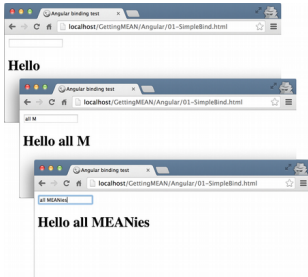 Angular binding test
localhost/GettingMEAN/Angular/01-SimpleBind.html
Hello
Angular binding test
localhost/GettingMEAN/Angular/01-SimpleBind.html
all M
Hello all M
Angular binding test
localhost/GettingMEAN/Angular/01-SimpleBind.html
all MEANies
Hello all MEANies